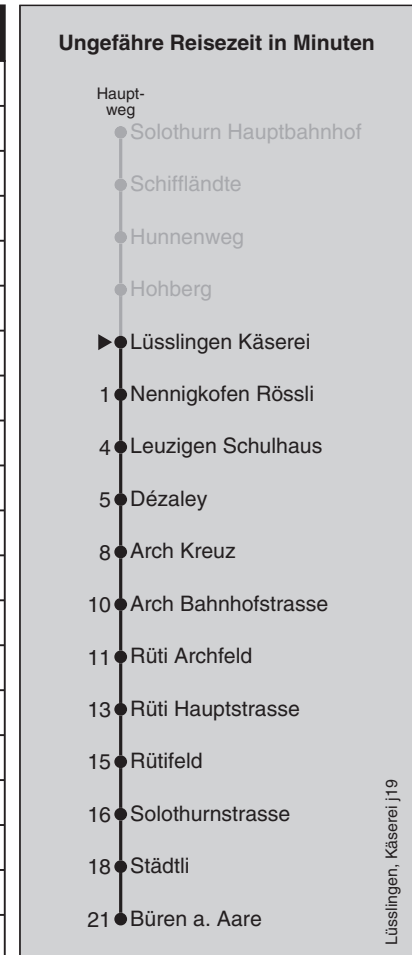 Ungefähre Reisezeit in Minuten
Haupt-
weg
Solothurn Hauptbahnhof
Schiffländte
Hunnenweg
Hohberg
Lüsslingen Käserei
1 Nennigkofen Rössli
4 Leuzigen Schulhaus
5 Dézaley
8 Arch Kreuz
10 Arch Bahnhofstrasse
11 Rüti Archfeld
13 Rüti Hauptstrasse
15 Rütifeld
16 Solothurnstrasse
18 Städtli
21 Büren a. Aare
Lüsslingen, Käserei j19